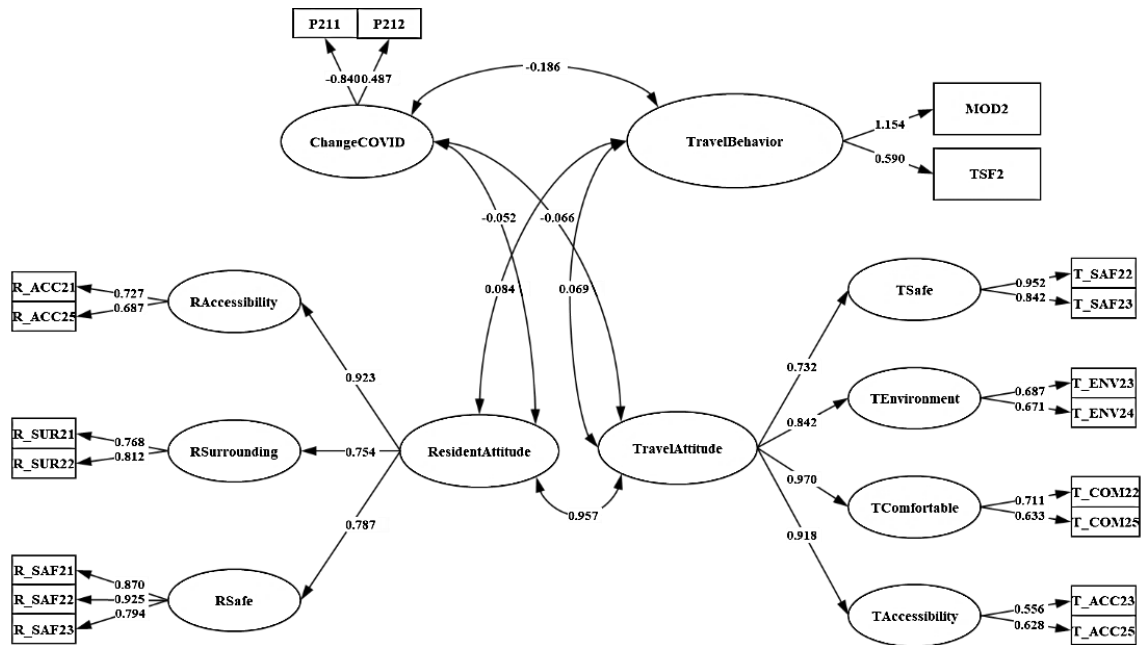 P211 P212
-0.840 0.487
-0.186
ChangeCOVID
TravelBehavior
MOD2
1.154
TSF2
0.590
-0.052
-0.066
0.084
0.069
R_ACC21
0.727
R_ACC25
0.687
RAccessibility
0.923
R_SUR21
0.768
R_SUR22
0.812
RSurrounding
0.754
R_SAF21
0.870
R_SAF22
0.925
R_SAF23
0.794
RSafe
0.787
ResidentAttitude
TravelAttitude
0.957
TSafe
0.732
0.952
T_SAF22
0.842
T_SAF23
TEnvironment
0.842
0.687
T_ENV23
0.671
T_ENV24
TComfortable
0.970
0.711
T_COM22
0.633
T_COM25
TAccessibility
0.918
0.556
T_ACC23
0.628
T_ACC25